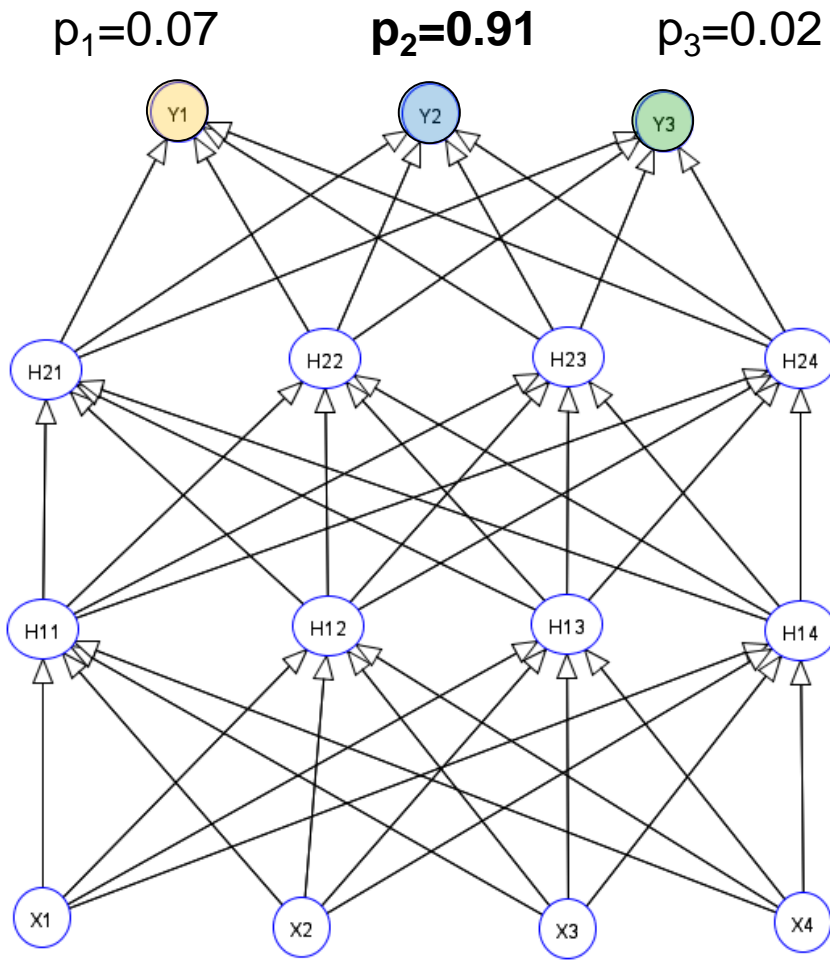 p₁=0.07 p₂=0.91 p₃=0.02
Y1 Y2 Y3
H21 H22 H23 H24
H11 H12 H13 H14
X1 X2 X3 X4